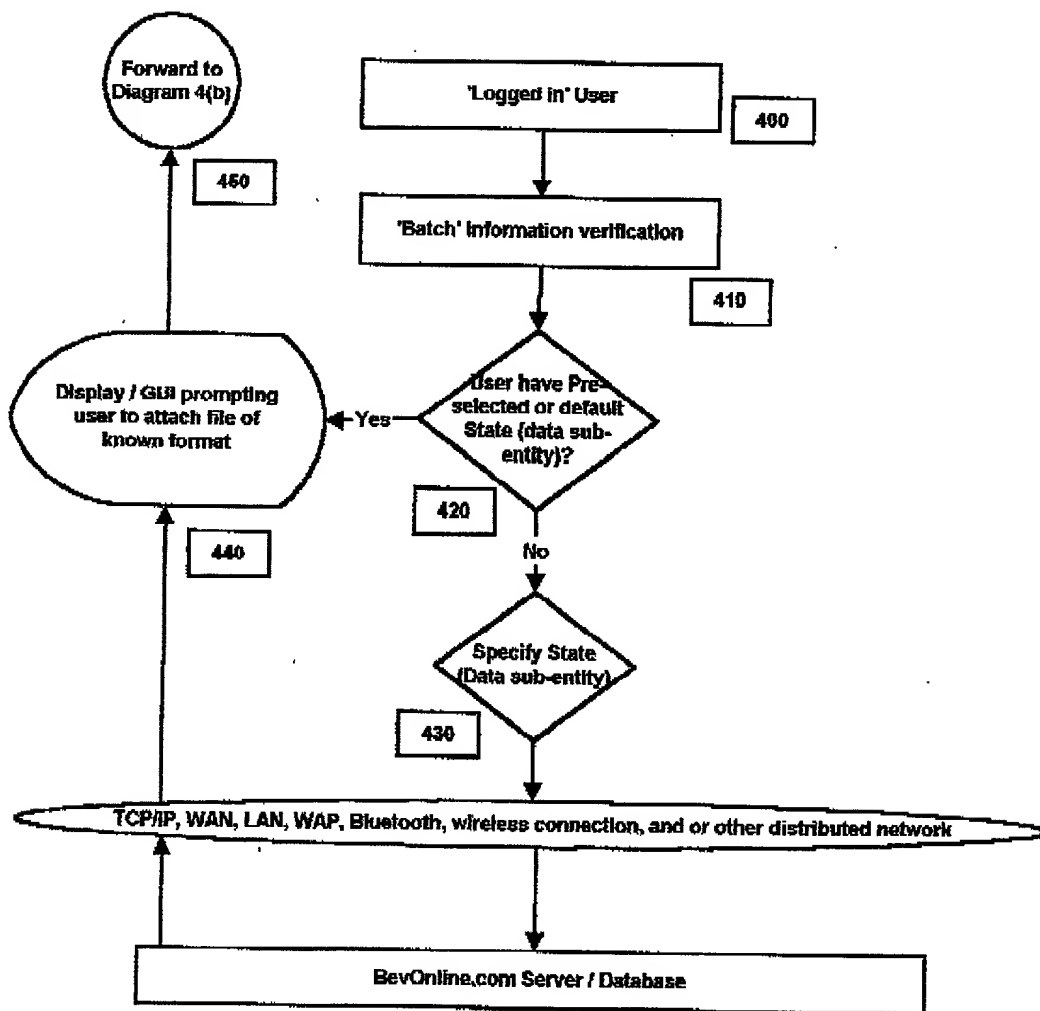 Forward to
Diagram 4(b)
'Logged in' User
400
450
'Batch' Information verification
410
Display / GUI prompting
user to attach file of
known format
Yes
User have Pre-
selected or default
State (data sub-
entity)?
420
440
No
Specify State
(Data sub-entity)
430
TCP/IP, WAN, LAN, WAP, Bluetooth, wireless connection, and or other distributed network
BevOnline.com Server / Database